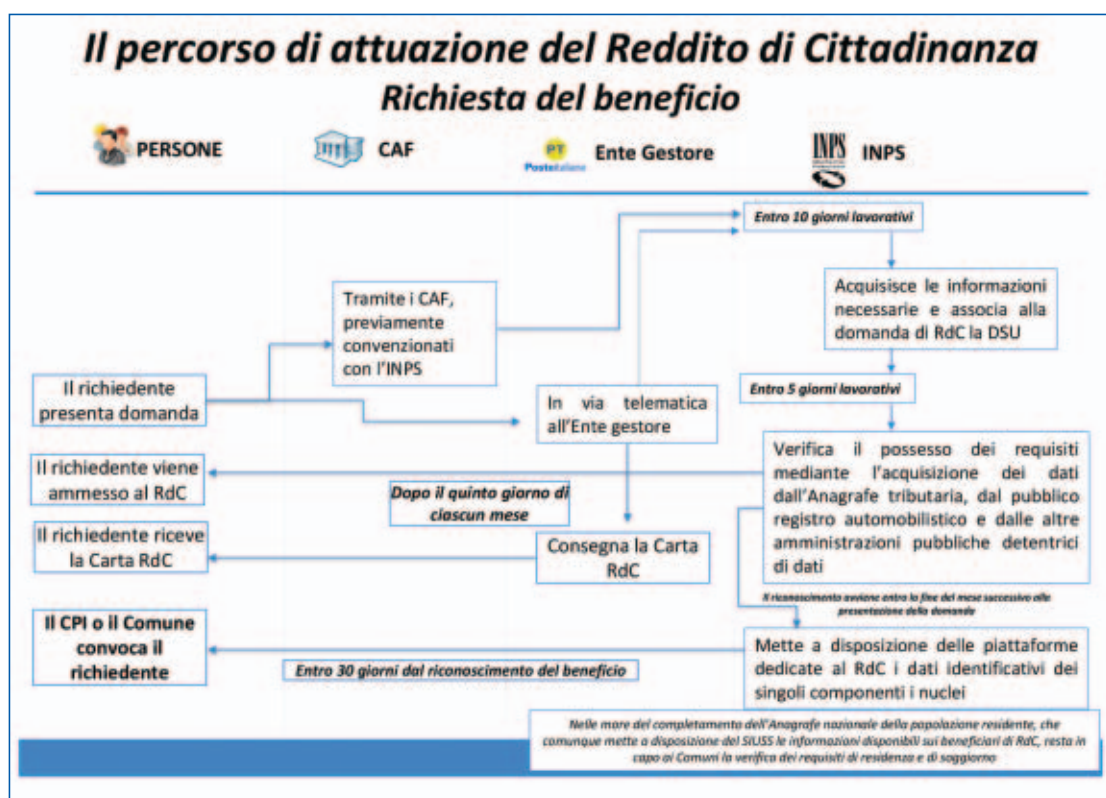 Il percorso di attuazione del Reddito di Cittadinanza
Richiesta del beneficio
PERSONE
CAF
PT
Posteitaliane
Ente Gestore
INPS
INPS
Entro 10 giorni lavorativi
Acquisisce le informazioni
necessarie e associa alla
domanda di RdC la DSU
Tramite i CAF,
previamente
convenzionati
con l'INPS
Entro 5 giorni lavorativi
Il richiedente
presenta domanda
In via telematica
all'Ente gestore
Verifica il possesso dei requisiti
mediante l'acquisizione dei dati
dall'Anagrafe tributaria, dal pubblico
registro automobilistico e dalle altre
amministrazioni pubbliche detentrici
di dati
Il richiedente viene
ammesso al RdC
Dopo il quinto giorno di
ciascun mese
Il richiedente riceve
la Carta RdC
Consegna la Carta
RdC
Il riconoscimento avviene entro la fine del mese successivo alla
presentazione della domanda
Il CPI o il Comune
convoca il
richiedente
Entro 30 giorni dal riconoscimento del beneficio
Mette a disposizione delle piattaforme
dedicate al RdC i dati identificativi dei
singoli componenti i nuclei
Nelle more del completamento dell'Anagrafe nazionale della popolazione residente, che
comunque mette a disposizione del SIUSS le informazioni disponibili sui beneficiari di RdC, resta in
capo ai Comuni la verifica dei requisiti di residenza e di soggiorno